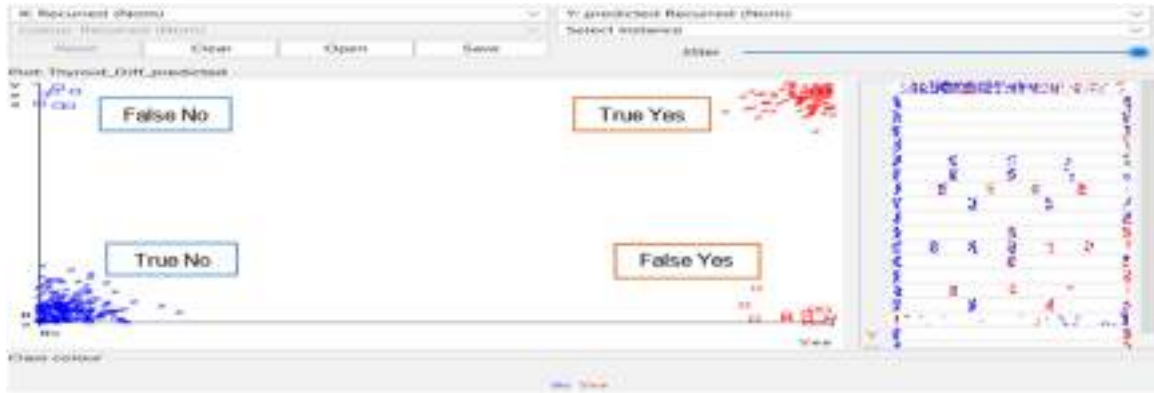 X: Recurred (Nom)
Y: predicted Recurred (Nom)
Colour: Recurred (Nom)
Select Instance
Reset
Clear
Open
Save
Jitter
Plot: Thyroid_Diff_predicted
False No
True Yes
True No
False Yes
No
Yes
Class colour
No Yes